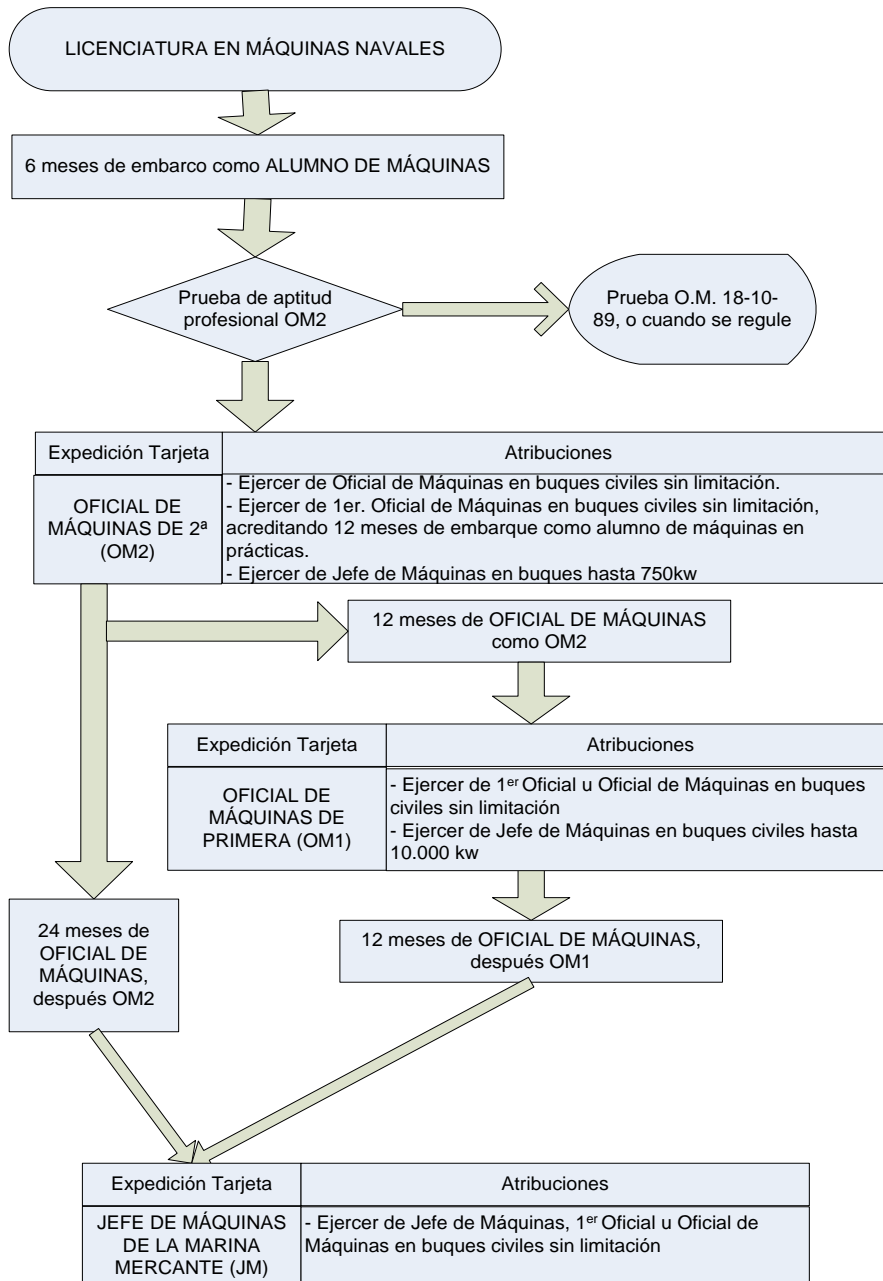 LICENCIATURA EN MÁQUINAS NAVALES
6 meses de embarco como ALUMNO DE MÁQUINAS
Prueba de aptitud
profesional OM2
Prueba O.M. 18-10-
89, o cuando se regule
Expedición Tarjeta
Atribuciones
OFICIAL DE
MÁQUINAS DE 2ª
(OM2)
- Ejercer de Oficial de Máquinas en buques civiles sin limitación.
- Ejercer de 1er. Oficial de Máquinas en buques civiles sin limitación,
acreditando 12 meses de embarque como alumno de máquinas en
prácticas.
- Ejercer de Jefe de Máquinas en buques hasta 750kw
12 meses de OFICIAL DE MÁQUINAS
como OM2
Expedición Tarjeta
Atribuciones
OFICIAL DE
MÁQUINAS DE
PRIMERA (OM1)
- Ejercer de 1er Oficial u Oficial de Máquinas en buques
civiles sin limitación
- Ejercer de Jefe de Máquinas en buques civiles hasta
10.000 kw
24 meses de
OFICIAL DE
MÁQUINAS,
después OM2
12 meses de OFICIAL DE MÁQUINAS,
después OM1
Expedición Tarjeta
Atribuciones
JEFE DE MÁQUINAS
DE LA MARINA
MERCANTE (JM)
- Ejercer de Jefe de Máquinas, 1er Oficial u Oficial de
Máquinas en buques civiles sin limitación